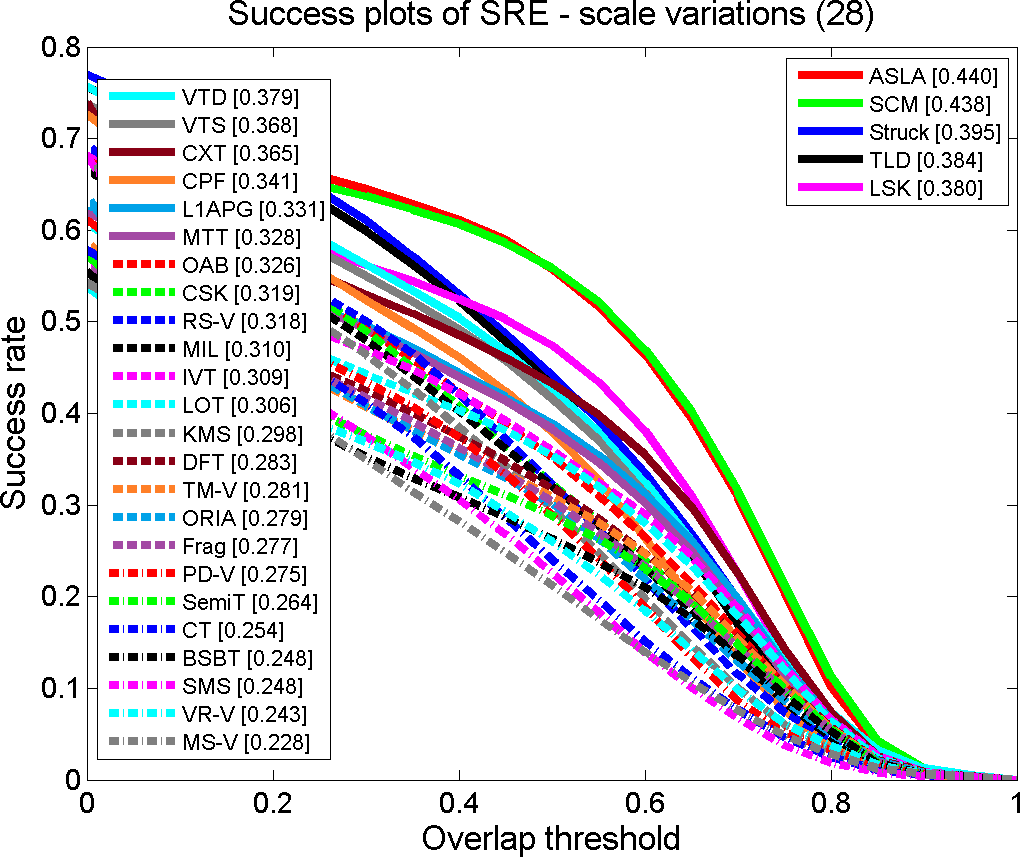 Success plots of SRE - scale variations (28)
Success rate
0.8
0.7
0.6
0.5
0.4
0.3
0.2
0.1
0
VTD [0.379]
VTS [0.368]
CXT [0.365]
CPF [0.341]
L1APG [0.331]
MTT [0.328]
OAB [0.326]
CSK [0.319]
RS-V [0.318]
MIL [0.310]
IVT [0.309]
LOT [0.306]
KMS [0.298]
DFT [0.283]
TM-V [0.281]
ORIA [0.279]
Frag [0.277]
PD-V [0.275]
SemiT [0.264]
CT [0.254]
BSBT [0.248]
SMS [0.248]
VR-V [0.243]
MS-V [0.228]
ASLA [0.440]
SCM [0.438]
Struck [0.395]
TLD [0.384]
LSK [0.380]
0 0.2 0.4 0.6 0.8 1
Overlap threshold